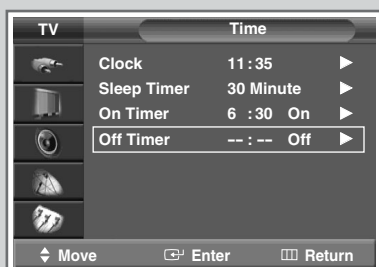 TV Time
Clock 11:35
Sleep Timer 30 Minute
On Timer 6 :30 On
Off Timer --:-- Off
Move Enter Return